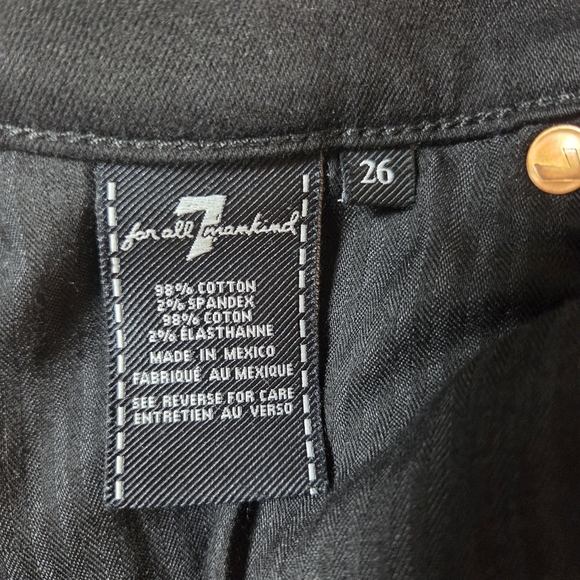 7
for all mankind
26
98% COTTON
2% SPANDEX
98% COTON
2% ÉLASTHANNE
MADE IN MEXICO
FABRIQUÉ AU MEXIQUE
SEE REVERSE FOR CARE
ENTRETIEN AU VERSO